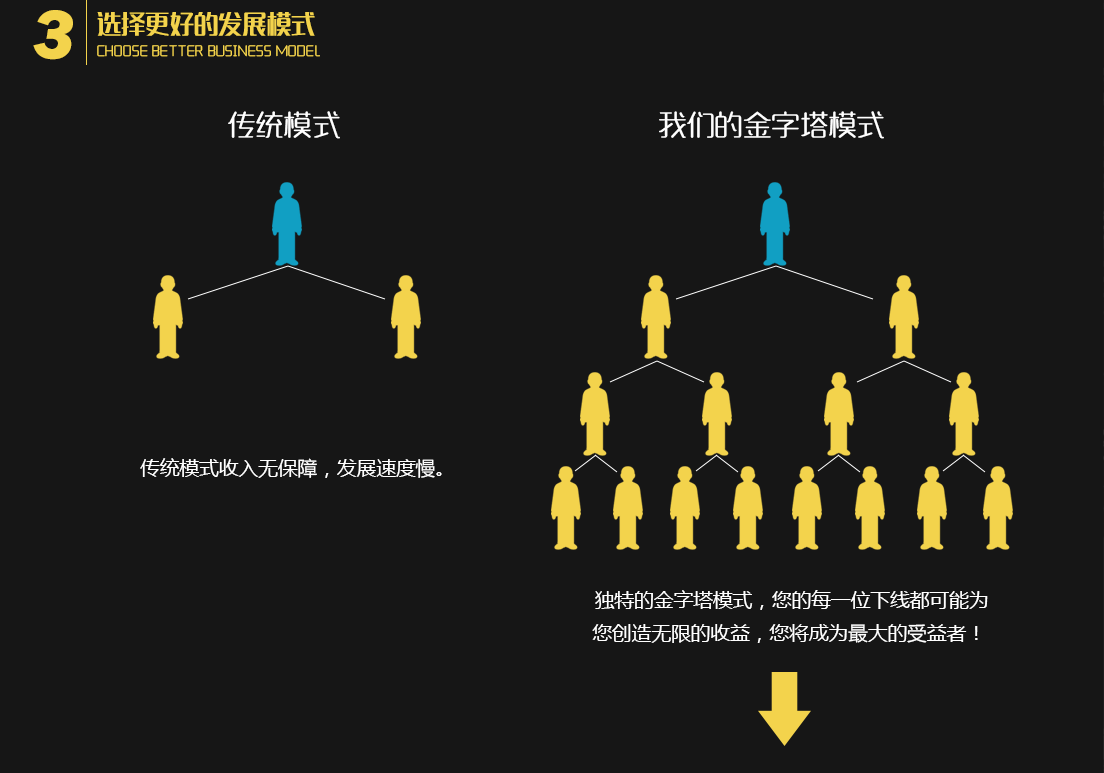 3
选择更好的发展模式
CHOOSE BETTER BUSINESS MODEL
传统模式
我们的金字塔模式
传统模式收入无保障，发展速度慢。
独特的金字塔模式，您的每一位下线都可能为
您创造无限的收益，您将成为最大的受益者！